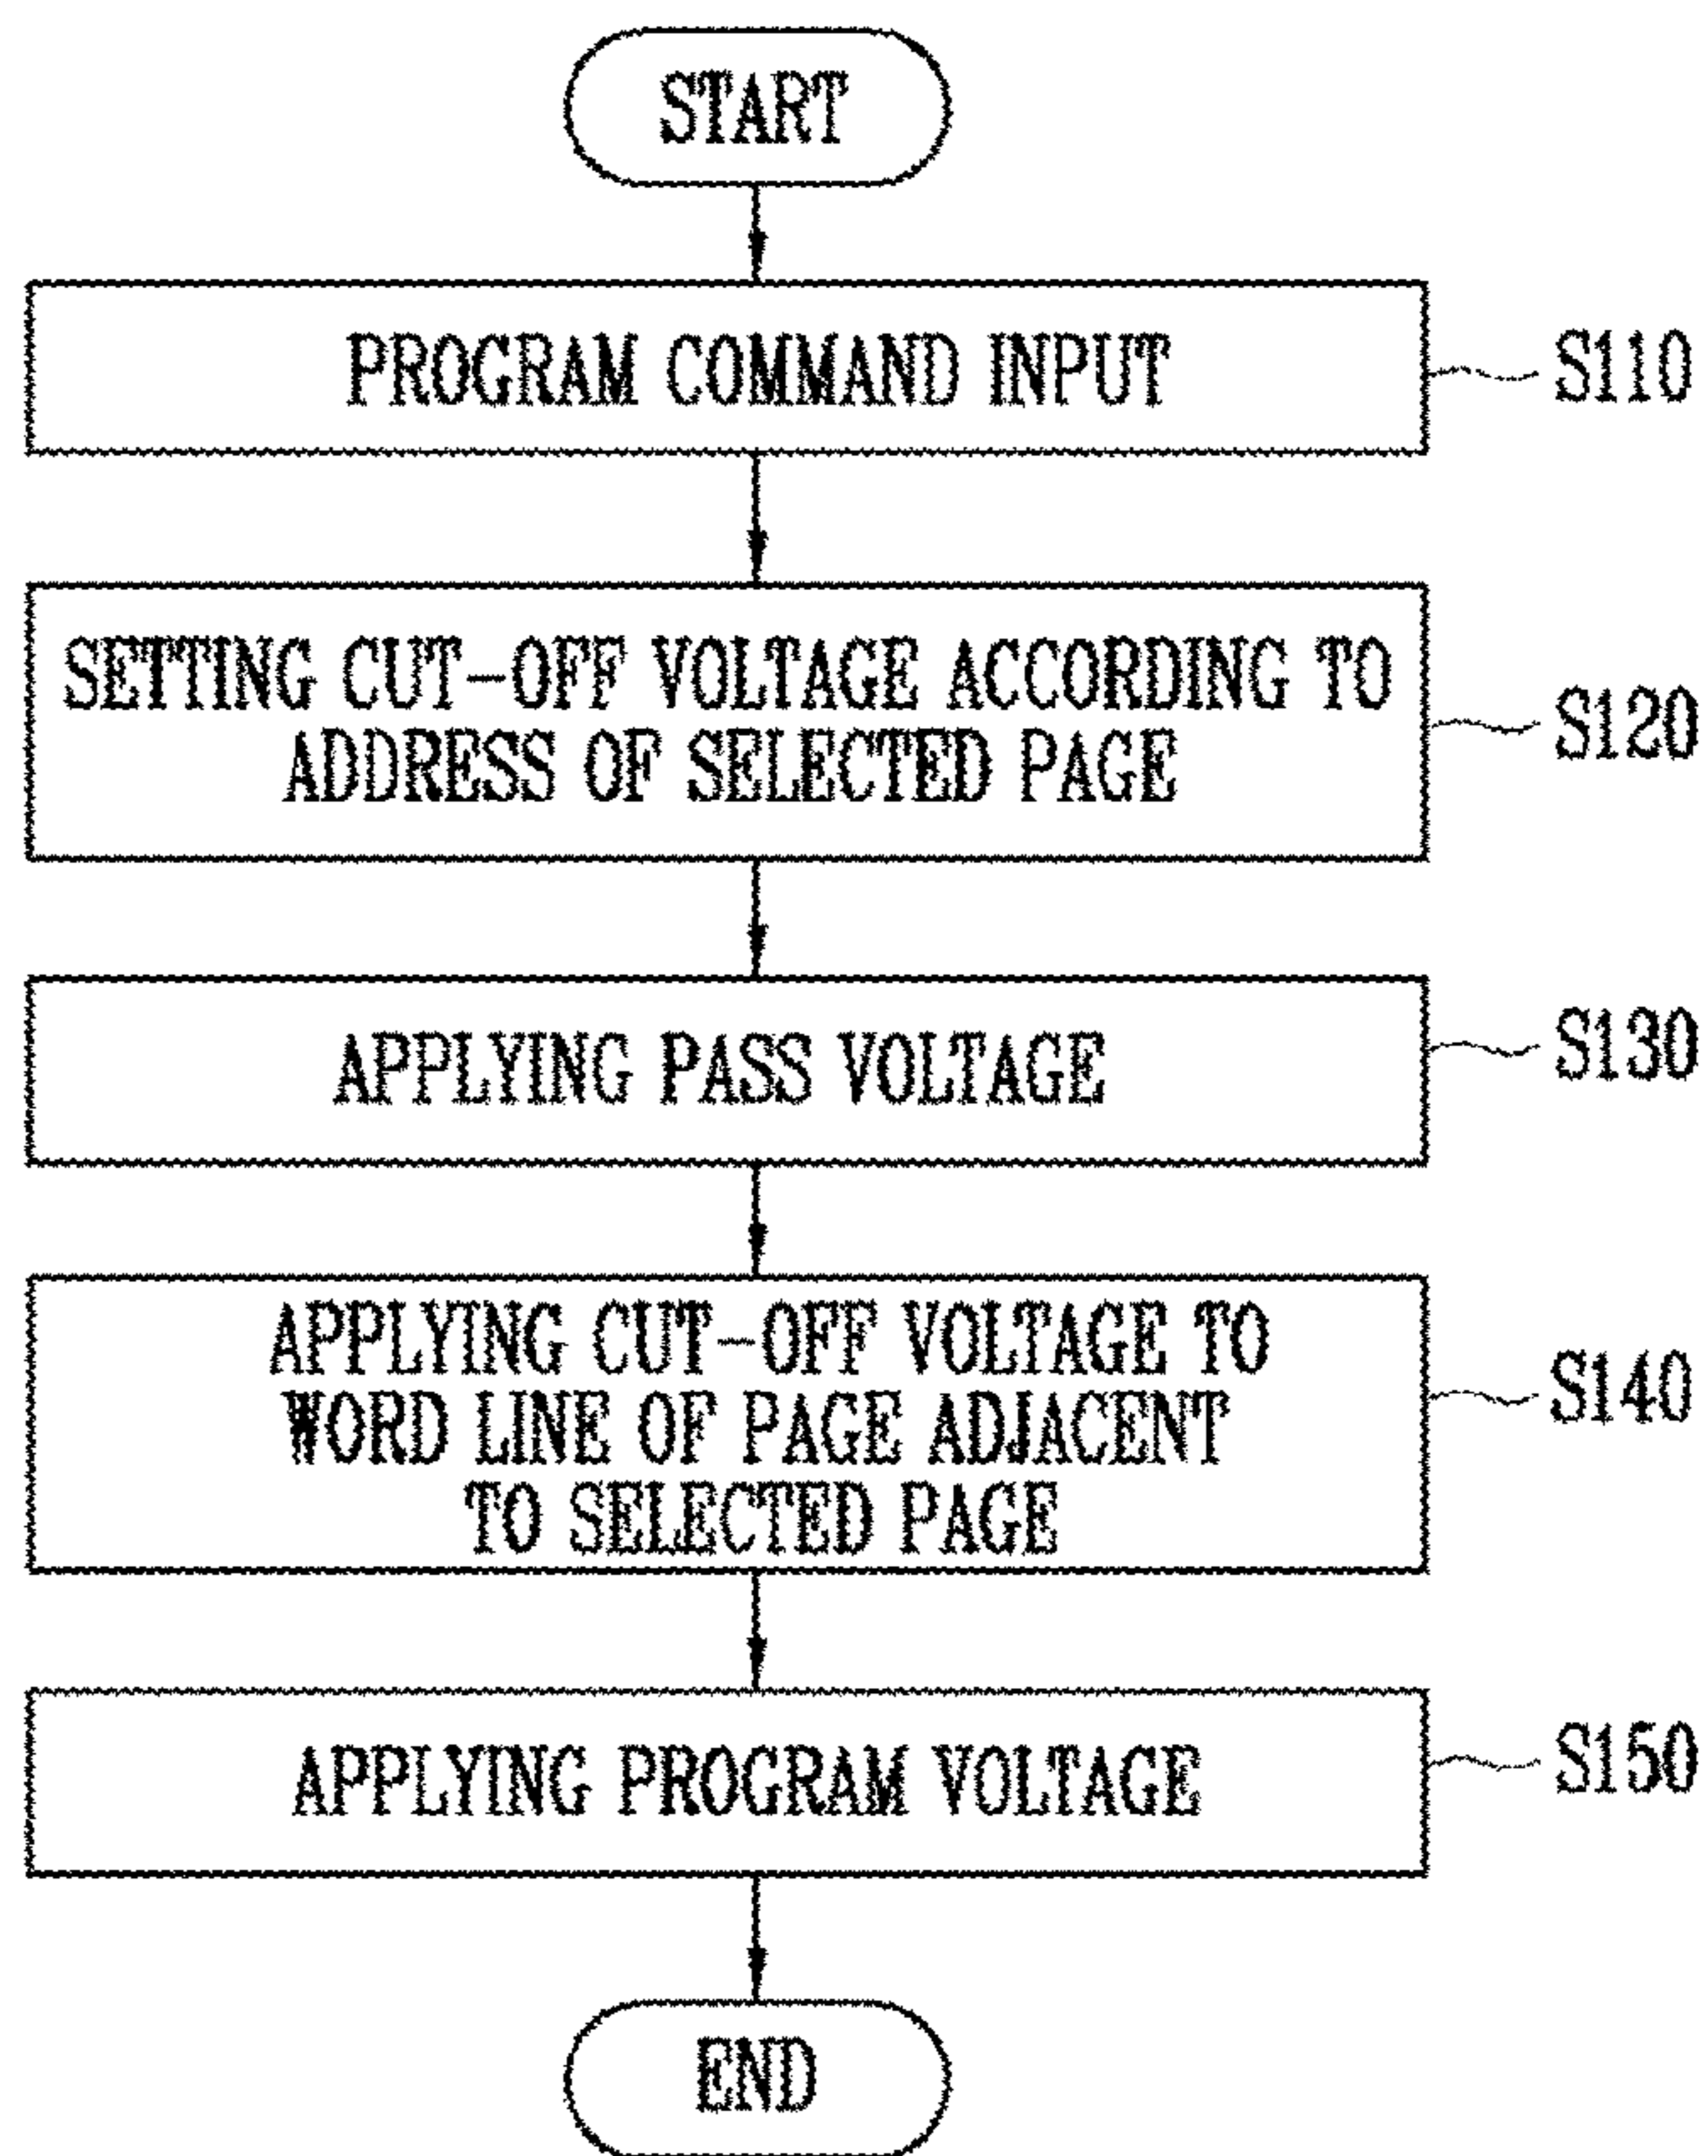 START
PROGRAM COMMAND INPUT
S110
SETTING CUT-OFF VOLTAGE ACCORDING TO
ADDRESS OF SELECTED PAGE
S120
APPLYING PASS VOLTAGE
S130
APPLYING CUT-OFF VOLTAGE TO
WORD LINE OF PAGE ADJACENT
TO SELECTED PAGE
S140
APPLYING PROGRAM VOLTAGE
S150
END